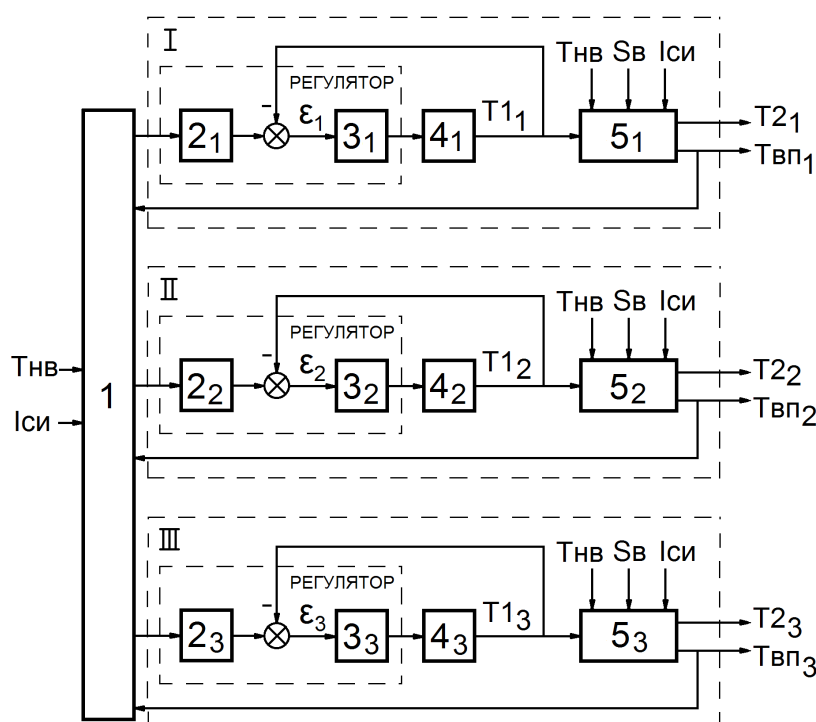 I
Тнв Sв Iси
РЕГУЛЯТОР
- ε1 Т11
Т21
21 31 41 51
Твп1
II
Тнв Sв Iси
РЕГУЛЯТОР
Тнв
- ε2 Т12
Т22
1
22 32 42 52
Твп2
Iси
III
Тнв Sв Iси
РЕГУЛЯТОР
- ε3 Т13
Т23
23 33 43 53
Твп3